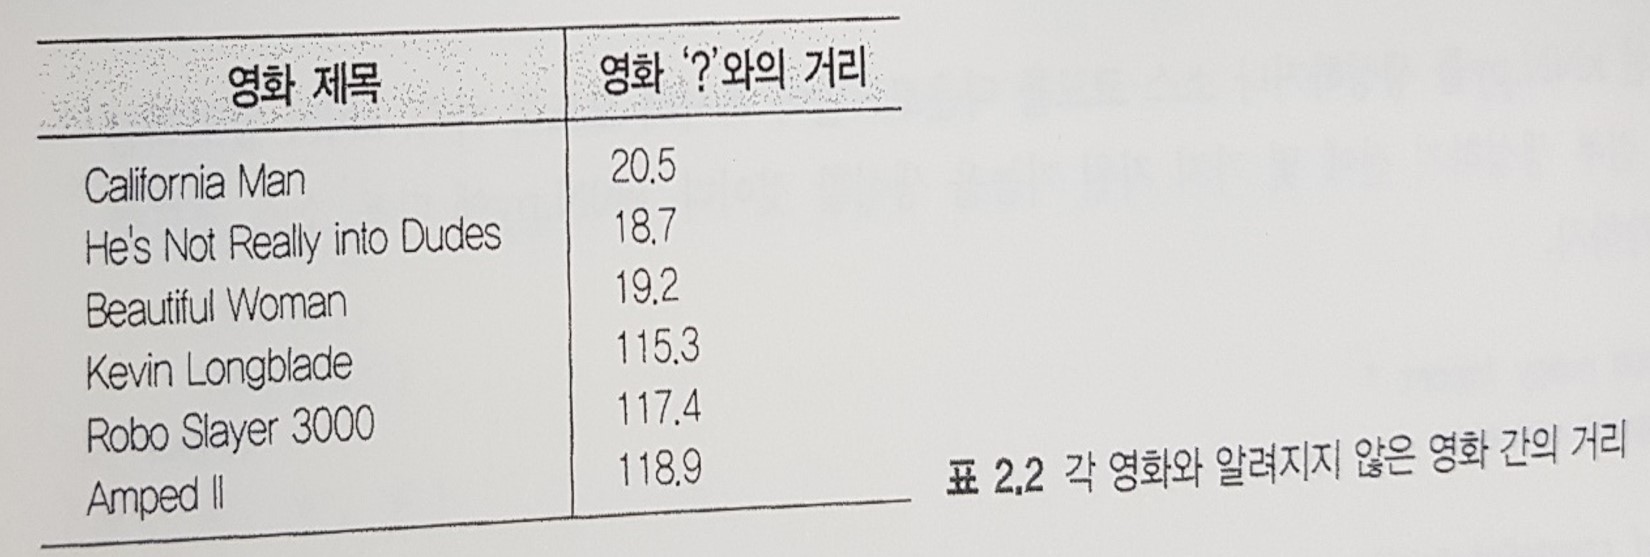 영화 제목 영화 '?'와의 거리
California Man 20.5
He's Not Really into Dudes 18.7
Beautiful Woman 19.2
Kevin Longblade 115.3
Robo Slayer 3000 117.4
Amped II 118.9
표 2.2 각 영화와 알려지지 않은 영화 간의 거리